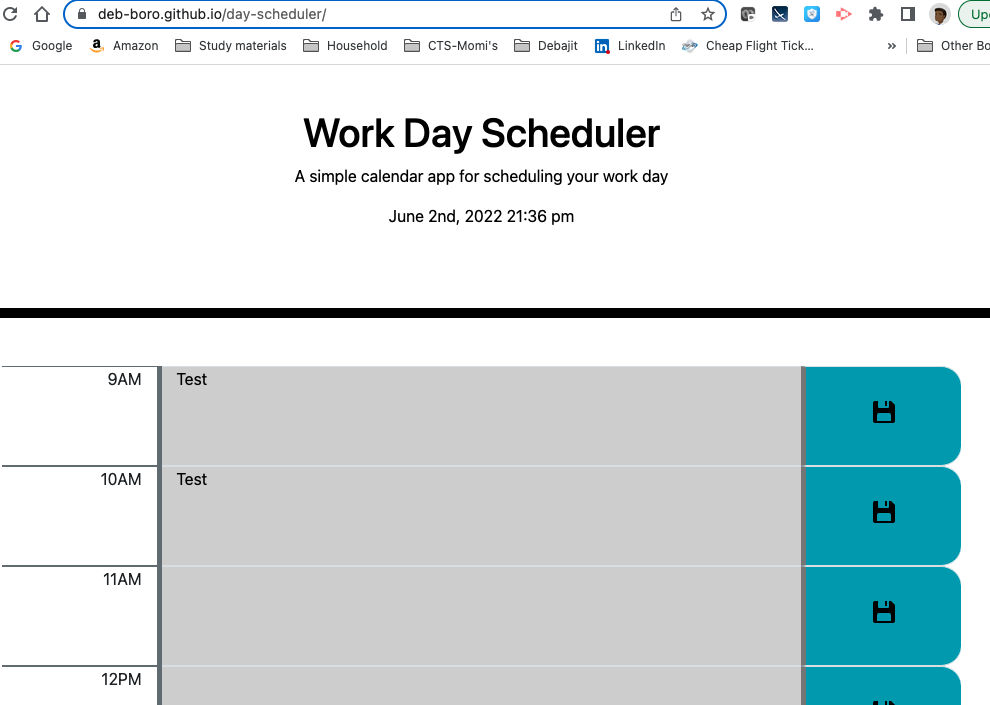 deb-boro.github.io/day-scheduler/
Up
Google Amazon Study materials Household CTS-Momi's Debajit LinkedIn Cheap Flight Tick... » Other Bo
Work Day Scheduler
A simple calendar app for scheduling your work day
June 2nd, 2022 21:36 pm
9AM Test
10AM Test
11AM
12PM